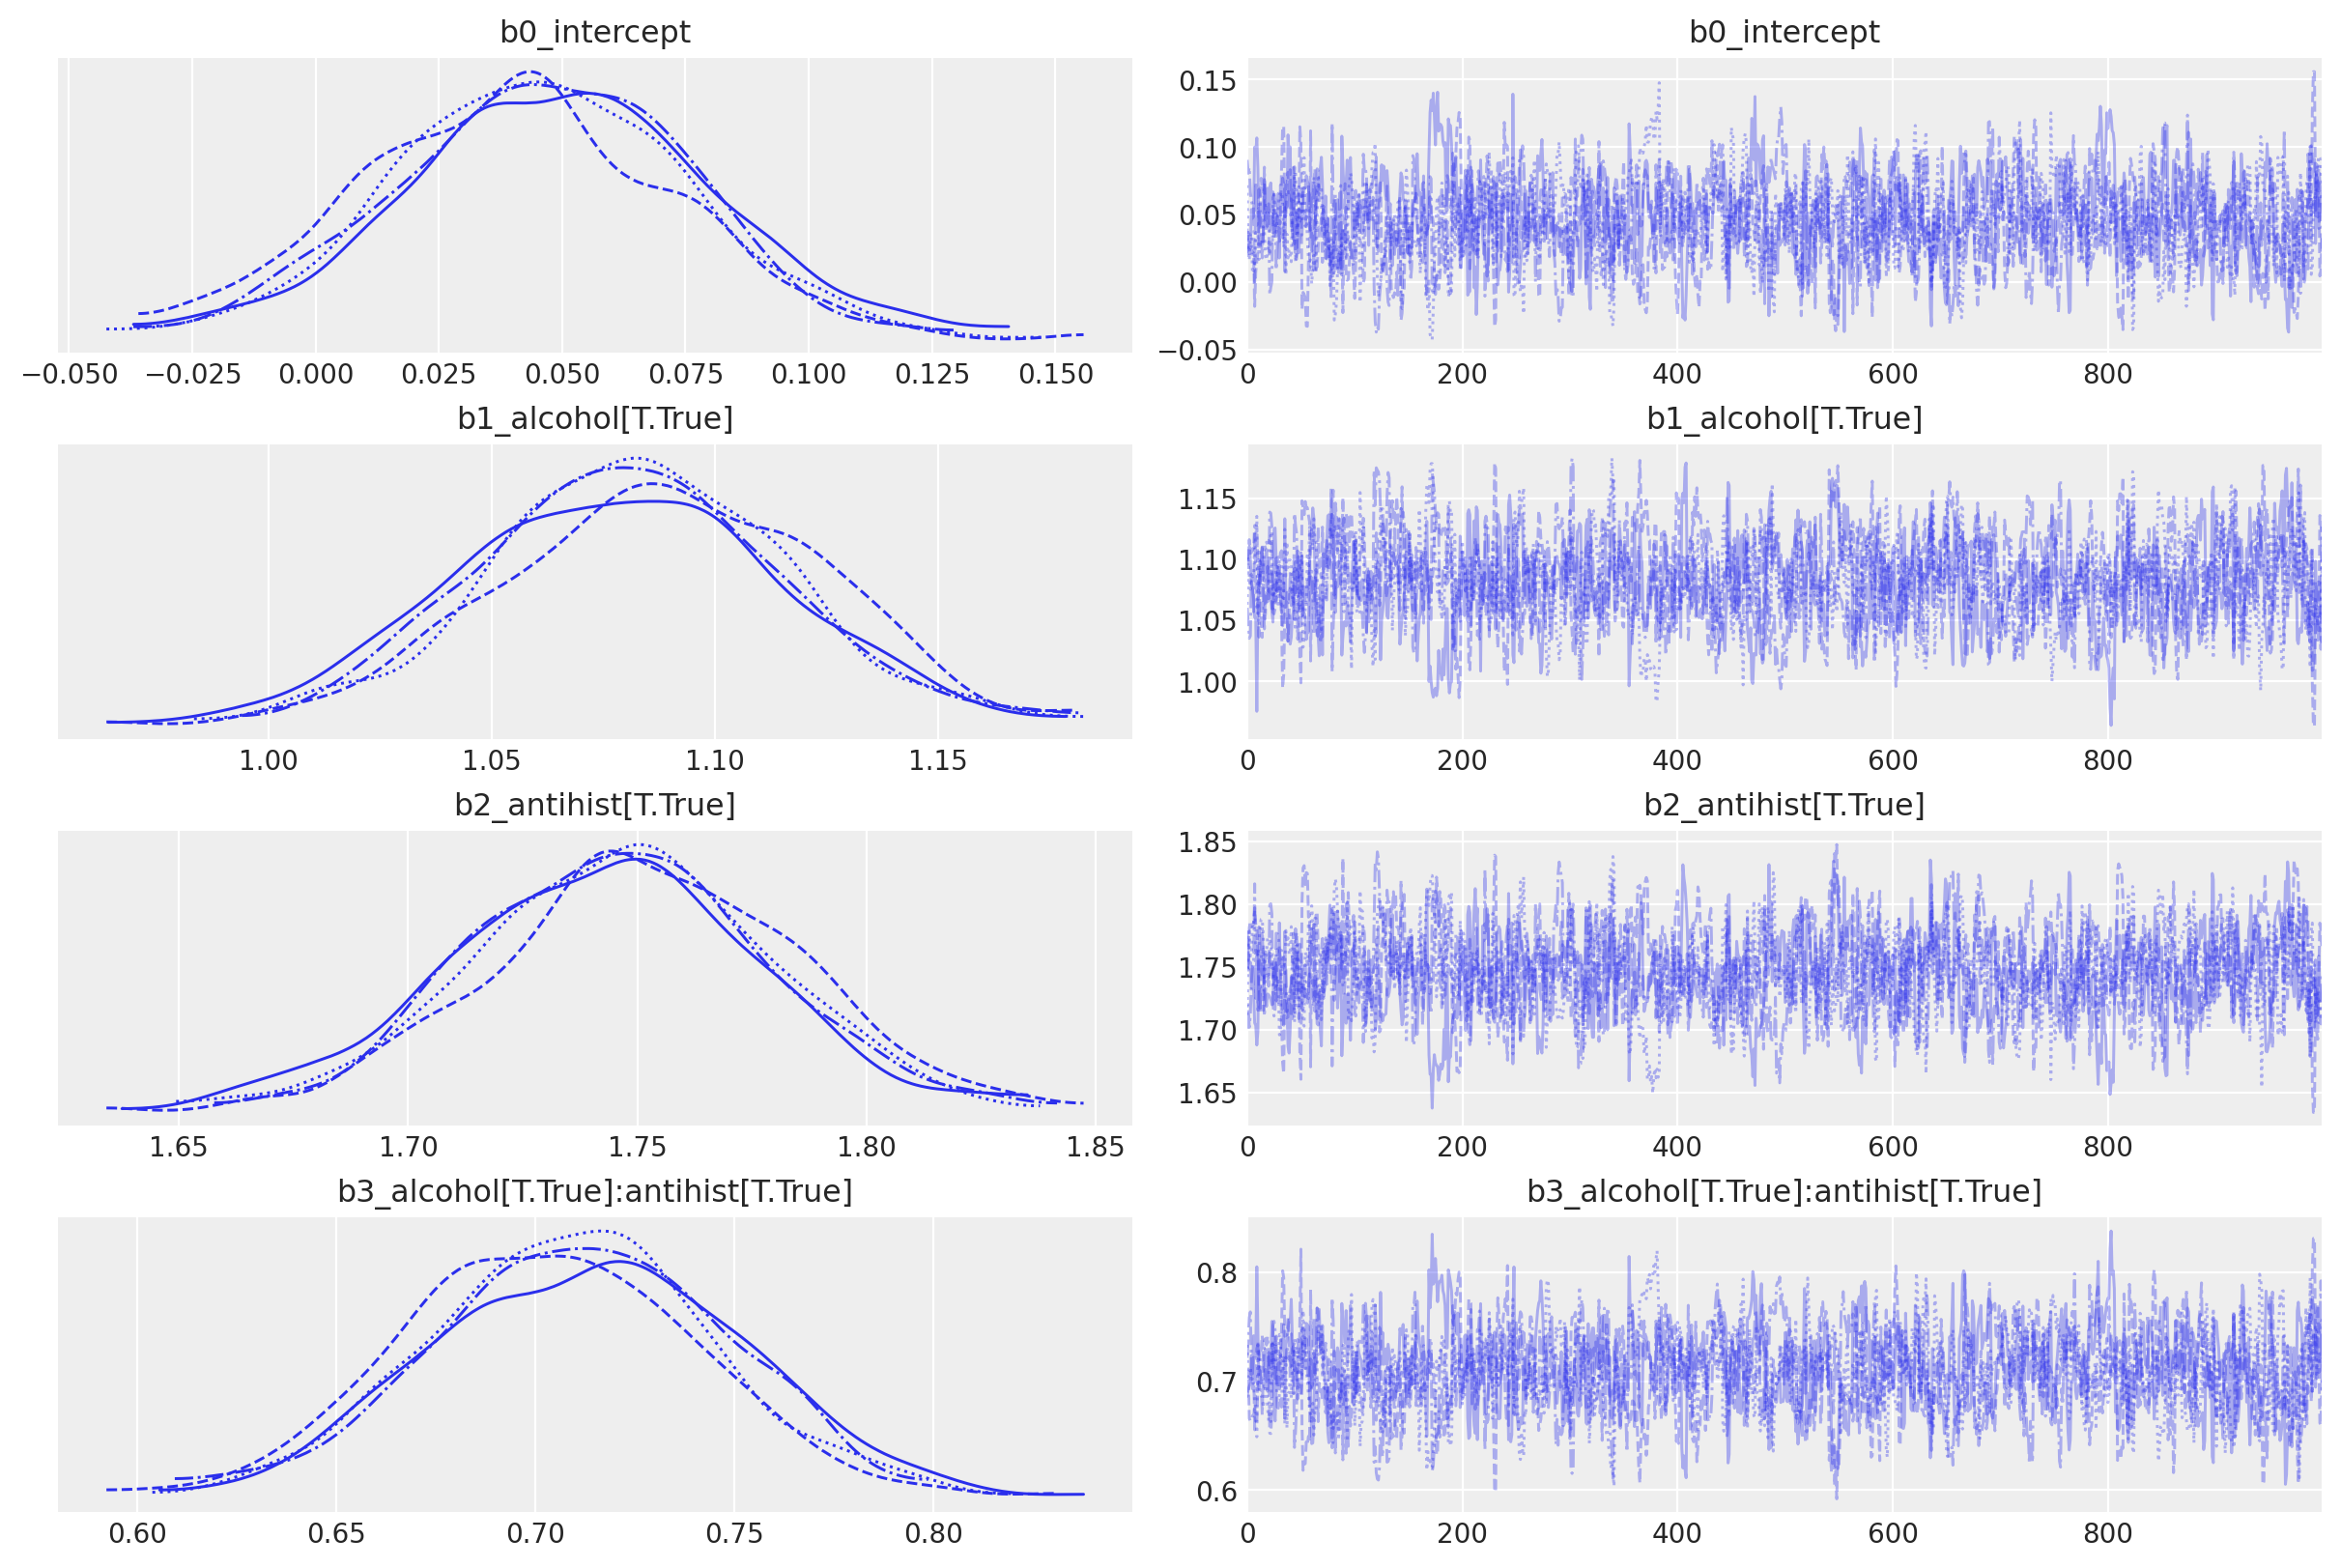 b0_intercept b0_intercept
0.15
0.10
0.05
0.00
−0.05
−0.050 −0.025 0.000 0.025 0.050 0.075 0.100 0.125 0.150 0 200 400 600 800
b1_alcohol[T.True] b1_alcohol[T.True]
1.15
1.10
1.05
1.00
1.00 1.05 1.10 1.15 0 200 400 600 800
b2_antihist[T.True] b2_antihist[T.True]
1.85
1.80
1.75
1.70
1.65
1.65 1.70 1.75 1.80 1.85 0 200 400 600 800
b3_alcohol[T.True]:antihist[T.True] b3_alcohol[T.True]:antihist[T.True]
0.8
0.7
0.6
0.60 0.65 0.70 0.75 0.80 0 200 400 600 800